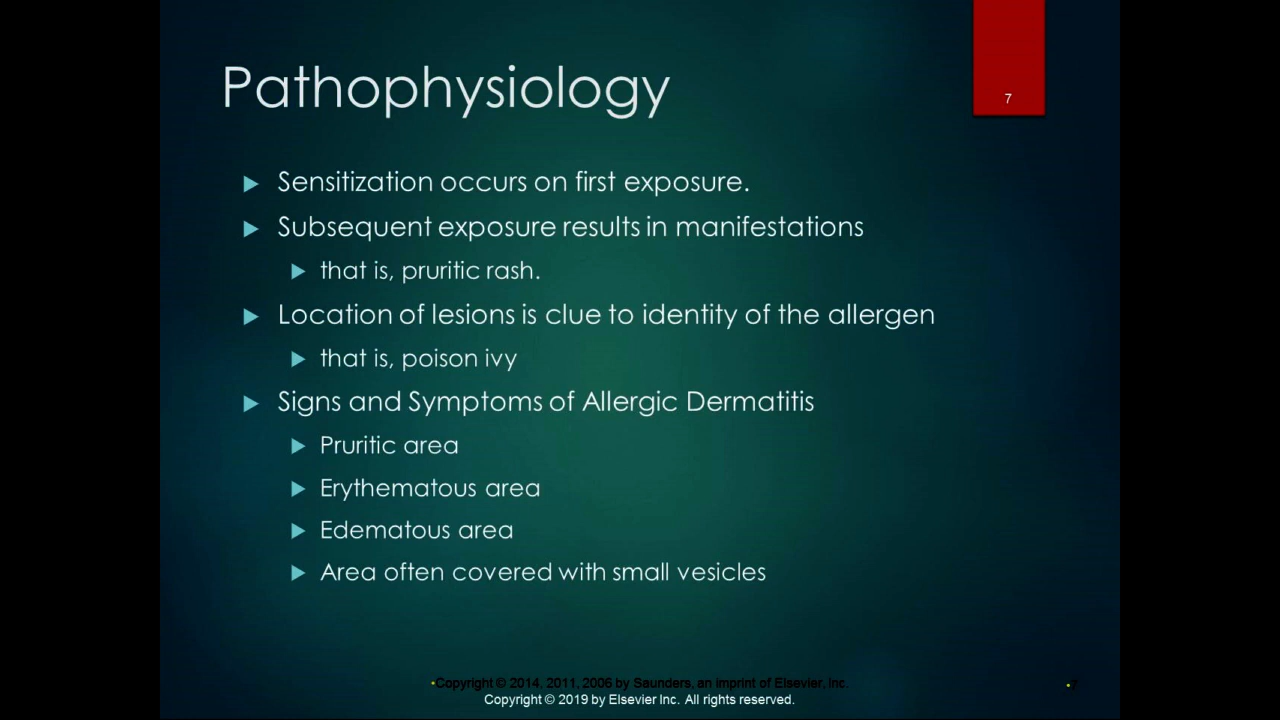 Pathophysiology
7
Sensitization occurs on first exposure.
Subsequent exposure results in manifestations
that is, pruritic rash.
Location of lesions is clue to identity of the allergen
that is, poison ivy
Signs and Symptoms of Allergic Dermatitis
Pruritic area
Erythematous area
Edematous area
Area often covered with small vesicles
•Copyright © 2014, 2011, 2006 by Saunders, an imprint of Elsevier, Inc.
Copyright © 2019 by Elsevier Inc. All rights reserved.